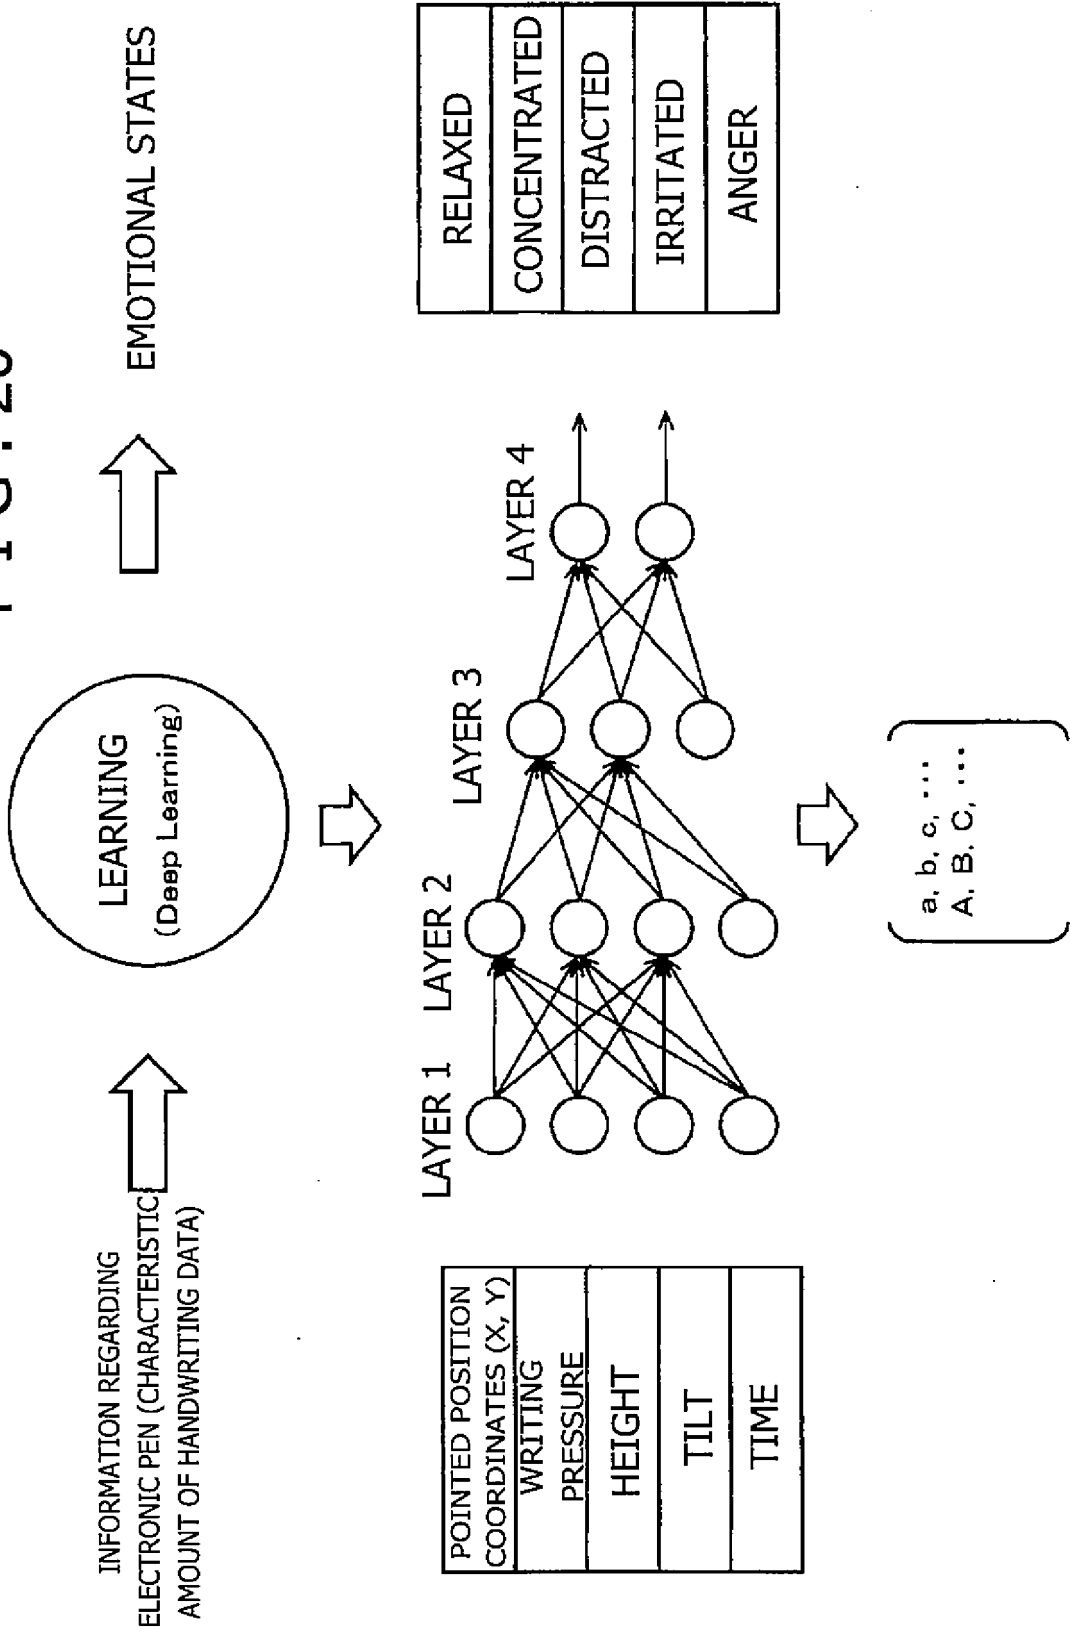 FIG.
INFORMATION REGARDING
ELECTRONIC PEN (CHARACTERISTIC
AMOUNT OF HANDWRITING DATA)
LEARNING
(Deep Learning)
EMOTIONAL STATES
POINTED POSITION
COORDINATES (X, Y)
WRITING
PRESSURE
HEIGHT
TILT
TIME
LAYER 1
LAYER 2
LAYER 3
LAYER 4
RELAXED
CONCENTRATED
DISTRACTED
IRRITATED
ANGER
a, b, c, ...
A, B, C, ...